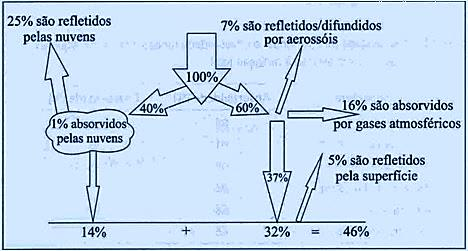 25% são refletidos
pelas nuvens
7% são refletidos/difundidos
por aerossóis
100%
40%
60%
1% absorvidos
pelas nuvens
16% são absorvidos
por gases atmosféricos
37%
5% são refletidos
pela superfície
14% + 32% = 46%